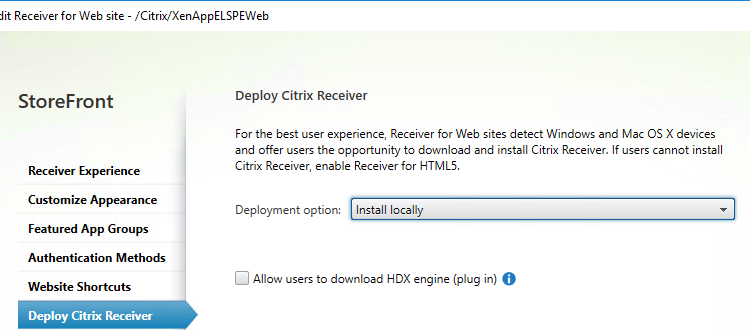 dit Receiver for Web site - /Citrix/XenAppELSPEWeb
StoreFront
Receiver Experience
Customize Appearance
Featured App Groups
Authentication Methods
Website Shortcuts
Deploy Citrix Receiver
Deploy Citrix Receiver
For the best user experience, Receiver for Web sites detect Windows and Mac OS X devices
and offer users the opportunity to download and install Citrix Receiver. If users cannot install
Citrix Receiver, enable Receiver for HTML5.
Deployment option: Install locally
Allow users to download HDX engine (plug in)